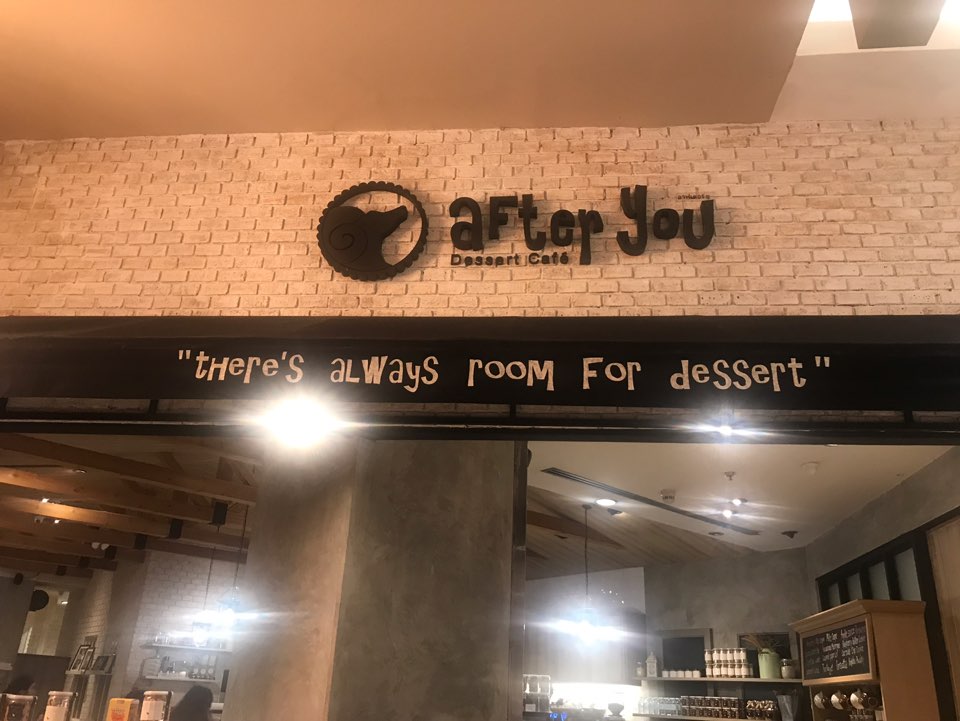 after you
Dessert Café
"there's always room for dessert"